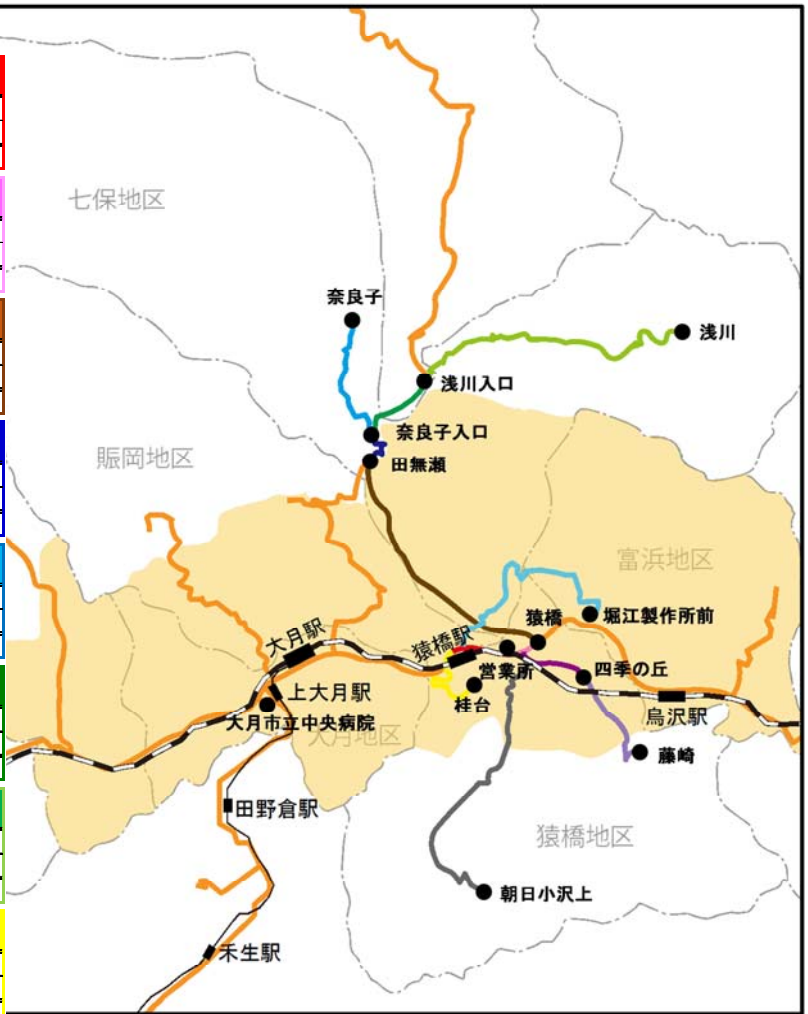 七保地区
奈良子
浅川
浅川入口
奈良子入口
賑岡地区
田無瀬
富浜地区
堀江製作所前
猿橋
大月駅
猿橋駅
営業所
四季の丘
上大月駅
桂台
大月市立中央病院
鳥沢駅
大月地区
藤崎
田野倉駅
猿橋地区
朝日小沢上
禾生駅